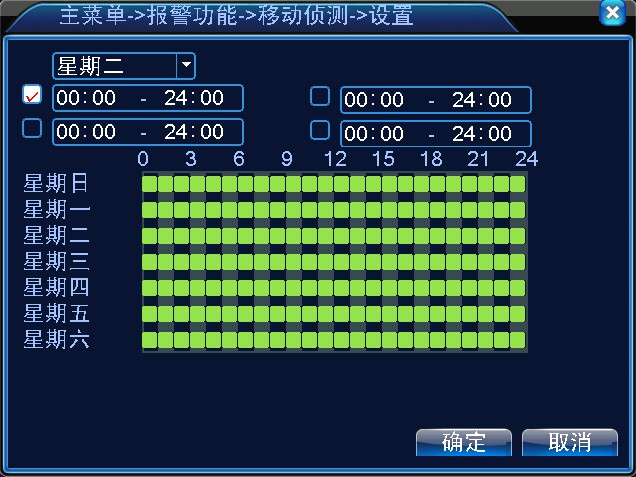 主菜单->报警功能->移动侦测->设置
星期二
00:00 - 24:00 00:00 - 24:00
00:00 - 24:00 00:00 - 24:00
0 3 6 9 12 15 18 21 24
星期日
星期一
星期二
星期三
星期四
星期五
星期六
确定 取消